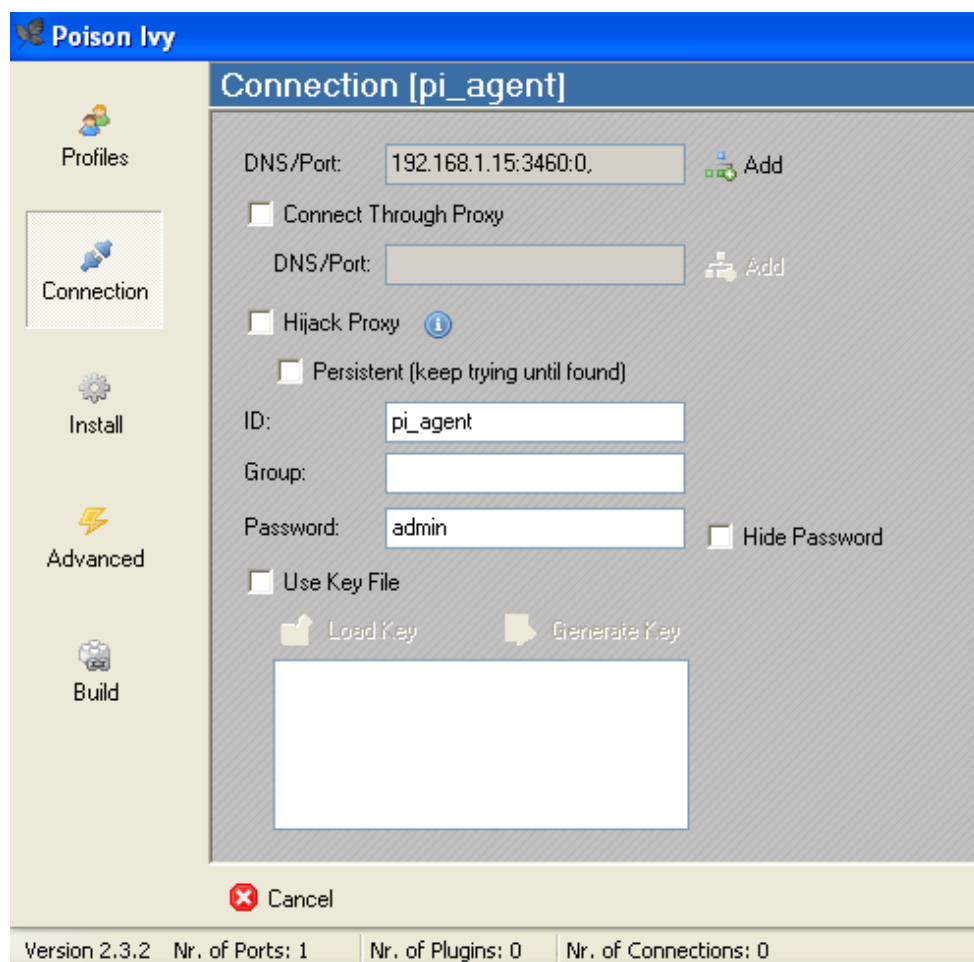 Poison Ivy
Connection [pi_agent]
Profiles
Connection
Install
Advanced
Build
DNS/Port: 192.168.1.15:3460:0, Add
Connect Through Proxy
DNS/Port: Add
Hijack Proxy
Persistent (keep trying until found)
ID: pi_agent
Group:
Password: admin Hide Password
Use Key File
Load Key Generate Key
Cancel
Version 2.3.2 Nr. of Ports: 1 Nr. of Plugins: 0 Nr. of Connections: 0